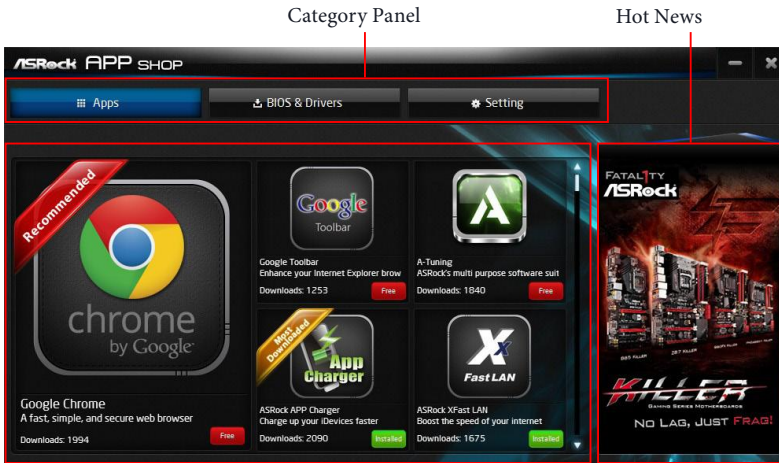 Category Panel
Hot News
ASRock APP SHOP
Apps
BIOS & Drivers
Setting
Recommended
chrome
by Google
Google Chrome
A fast, simple, and secure web browser
Downloads: 1994
Free
Google
Toolbar
Google Toolbar
Enhance your Internet Explorer brow
Downloads: 1253
Free
A-Tuning
ASRock's multi purpose software suit
Downloads: 1840
Free
Most Downloaded
App
Charger
ASRock APP Charger
Charge up your iDevices faster
Downloads: 2090
Installed
X
Fast LAN
ASRock XFast LAN
Boost the speed of your internet
Downloads: 1675
Installed
FATAL1TY
ASRock
KILLER
GAMING SERIES MOTHERBOARDS
NO LAG, JUST FRAG!